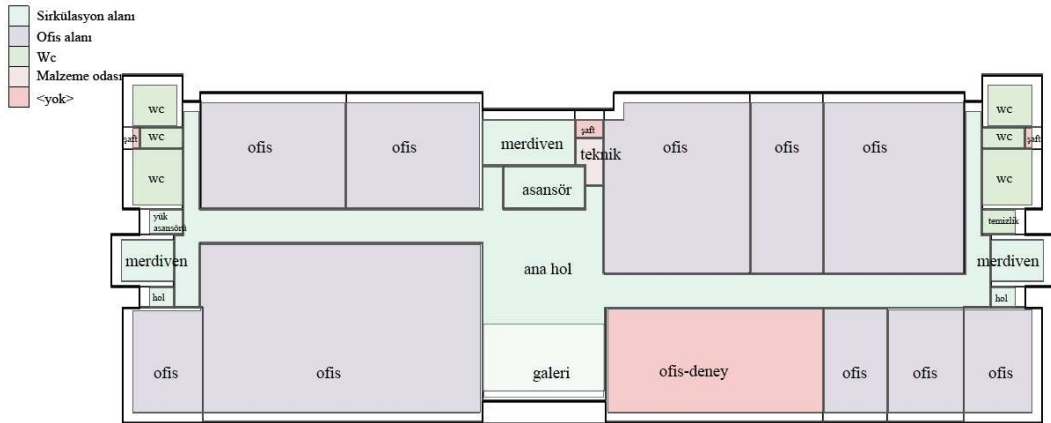 Sirkülasyon alanı
Ofis alanı
Wc
Malzeme odası
<yok>
wc
şaft
wc
wc
yük
asansörü
merdiven
hol
ofis
ofis
ofis
ofis
merdiven
asansör
şaft
teknik
ana hol
galeri
ofis
ofis
ofis
ofis-deney
ofis
ofis
ofis
wc
wc
şaft
wc
temizlik
merdiven
hol